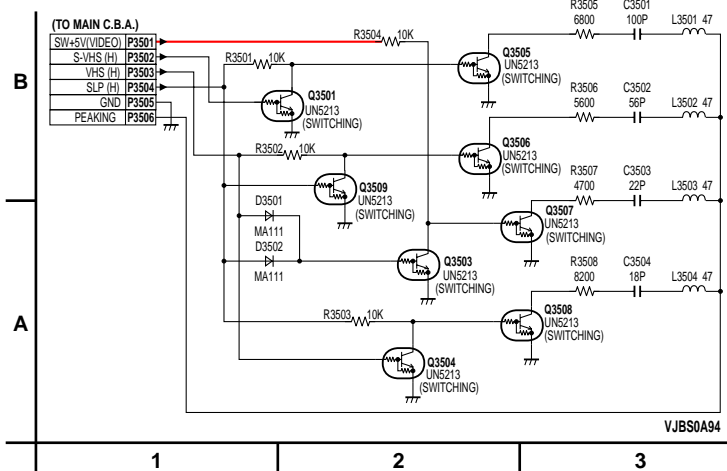 (TO MAIN C.B.A.)
SW+5V(VIDEO) P3501
S-VHS (H) P3502
VHS (H) P3503
SLP (H) P3504
GND P3505
PEAKING P3506
R3504 10K
R3501 10K
Q3501
UN5213
(SWITCHING)
Q3505
UN5213
(SWITCHING)
R3505
6800
C3501
100P
L3501 47
B
R3502 10K
Q3509
UN5213
(SWITCHING)
Q3506
UN5213
(SWITCHING)
R3506
5600
C3502
56P
L3502 47
D3501
MA111
D3502
MA111
Q3503
UN5213
(SWITCHING)
Q3507
UN5213
(SWITCHING)
R3507
4700
C3503
22P
L3503 47
A
R3503 10K
Q3504
UN5213
(SWITCHING)
Q3508
UN5213
(SWITCHING)
R3508
8200
C3504
18P
L3504 47
VJBS0A94
1 2 3